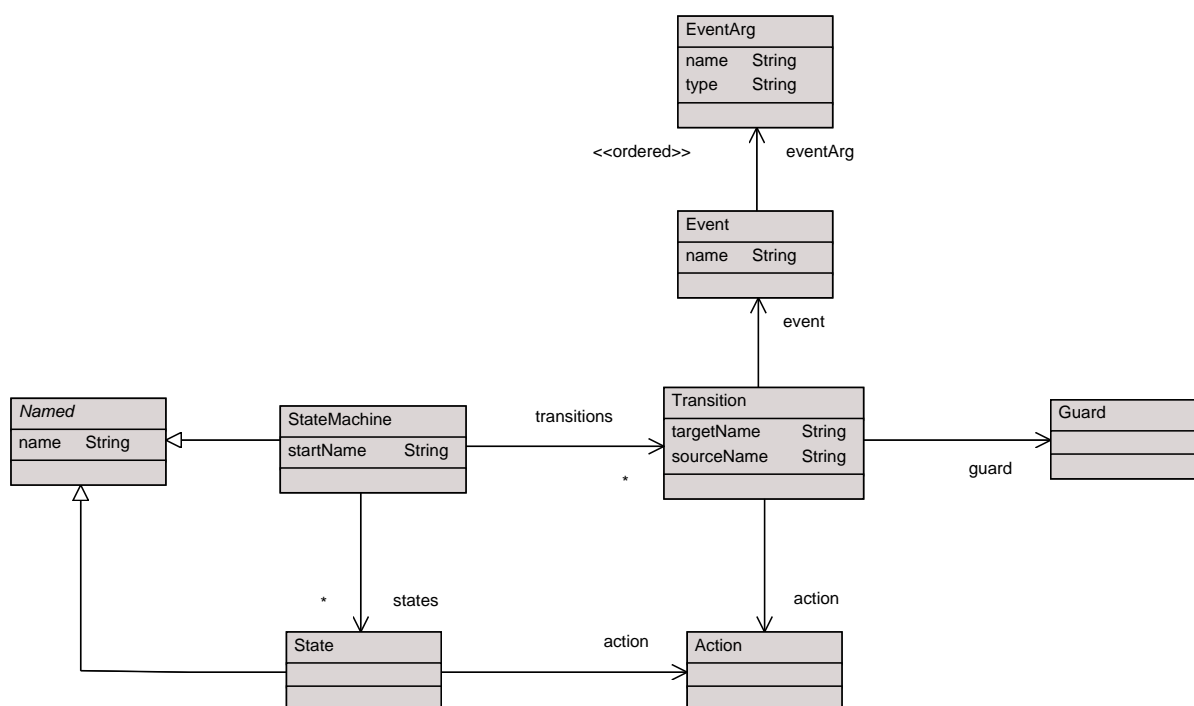 EventArg
name String
type String
<<ordered>> eventArg
Event
name String
event
Named
name String
StateMachine
startName String
transitions
*
Transition
targetName String
sourceName String
Guard
guard
* states
action
State
action
Action